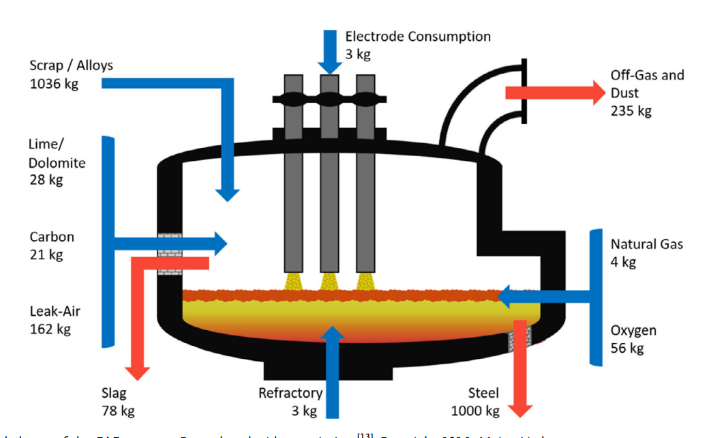 Electrode Consumption
3 kg
Scrap / Alloys
1036 kg
Off-Gas and
Dust
235 kg
Lime/
Dolomite
28 kg
Carbon
21 kg
Natural Gas
4 kg
Leak-Air
162 kg
Oxygen
56 kg
Slag
78 kg
Refractory
3 kg
Steel
1000 kg
[13]